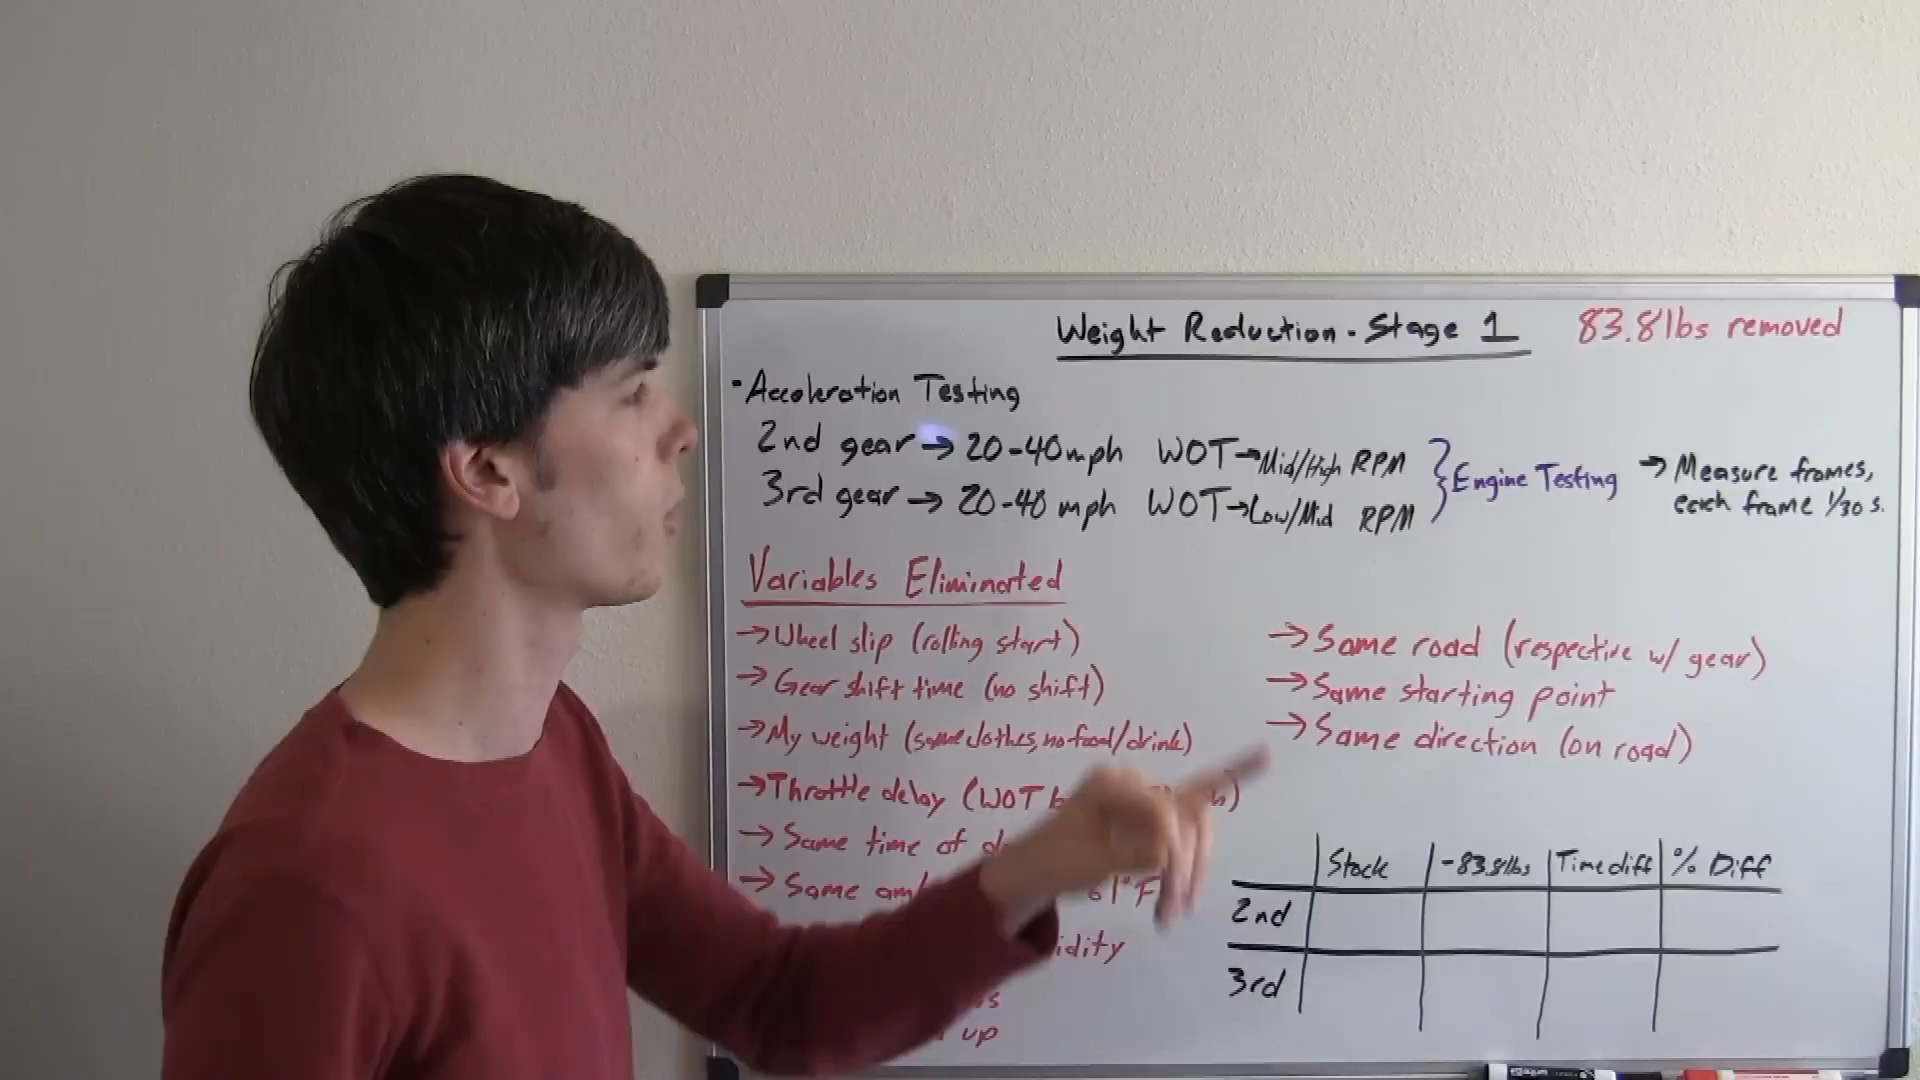 Weight Reduction - Stage 1 83.8lbs removed
• Acceleration Testing
2nd gear → 20-40mph WOT → Mid/High RPM
3rd gear → 20-40 mph WOT → Low/Mid RPM
} Engine Testing → Measure frames,
each frame 1/30 s.
Variables Eliminated
→ Wheel slip (rolling start)
→ Gear shift time (no shift)
→ My weight (same clothes, no food/drink)
→ Throttle delay (WOT
→ Same time of
→ Same 61°F
idity
up
→ Same road (respective w/ gear)
→ Same starting point
→ Same direction (on road)
Stock -83.8lbs Time diff % Diff
2nd
3rd